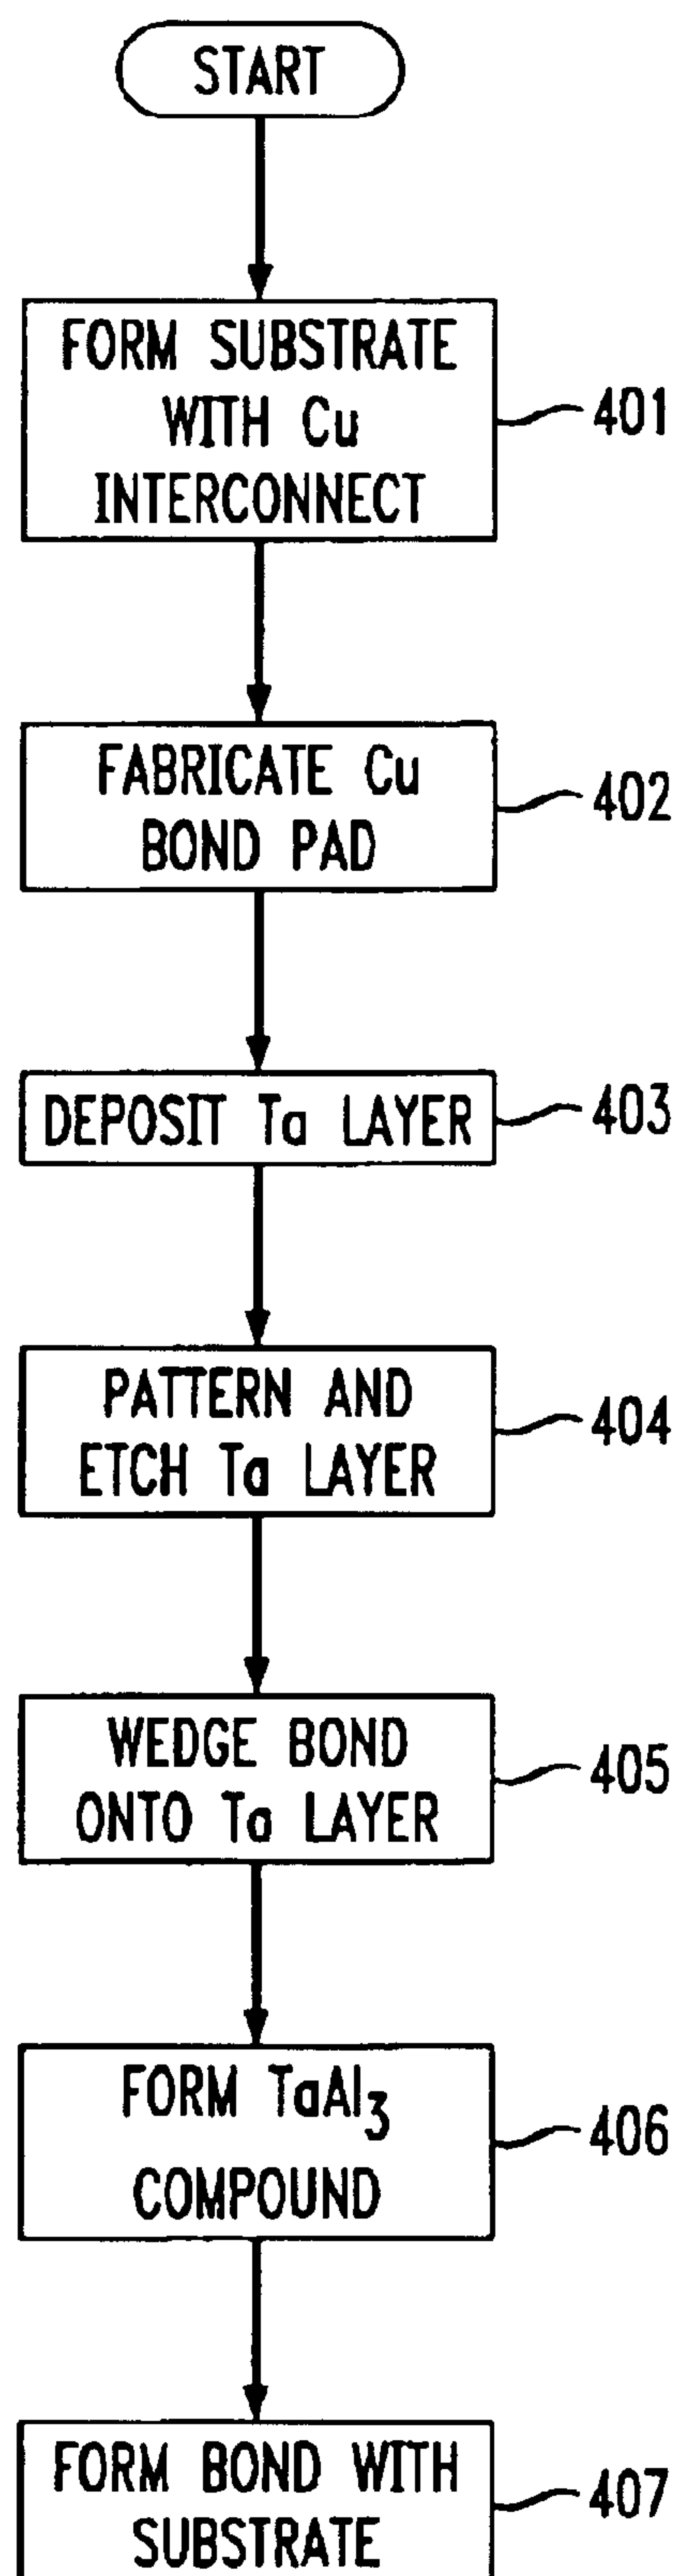 START
FORM SUBSTRATE
WITH Cu
INTERCONNECT
401
FABRICATE Cu
BOND PAD
402
DEPOSIT Ta LAYER
403
PATTERN AND
ETCH Ta LAYER
404
WEDGE BOND
ONTO Ta LAYER
405
FORM TaAl3
COMPOUND
406
FORM BOND WITH
SUBSTRATE
407